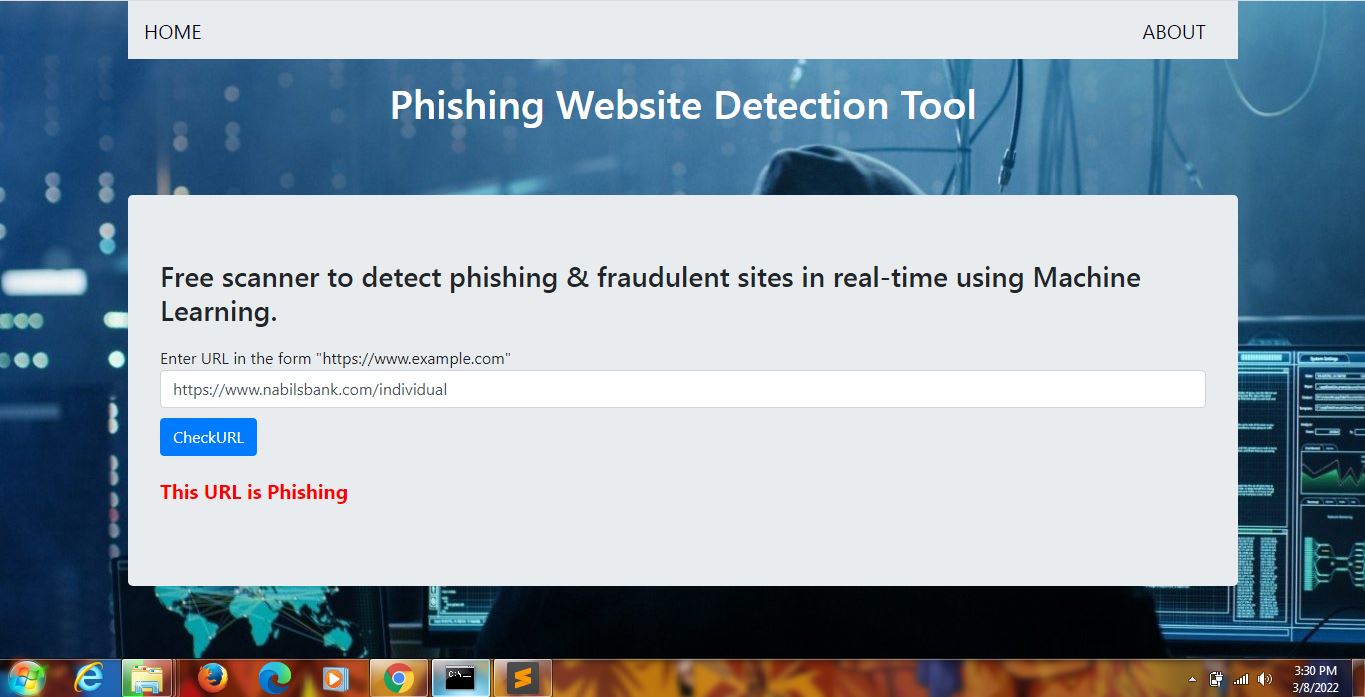 HOME
ABOUT
Phishing Website Detection Tool
Free scanner to detect phishing & fraudulent sites in real-time using Machine
Learning.
Enter URL in the form "https://www.example.com"
https://www.nabilsbank.com/individual
CheckURL
This URL is Phishing
System Settings
3:30 PM
3/8/2022